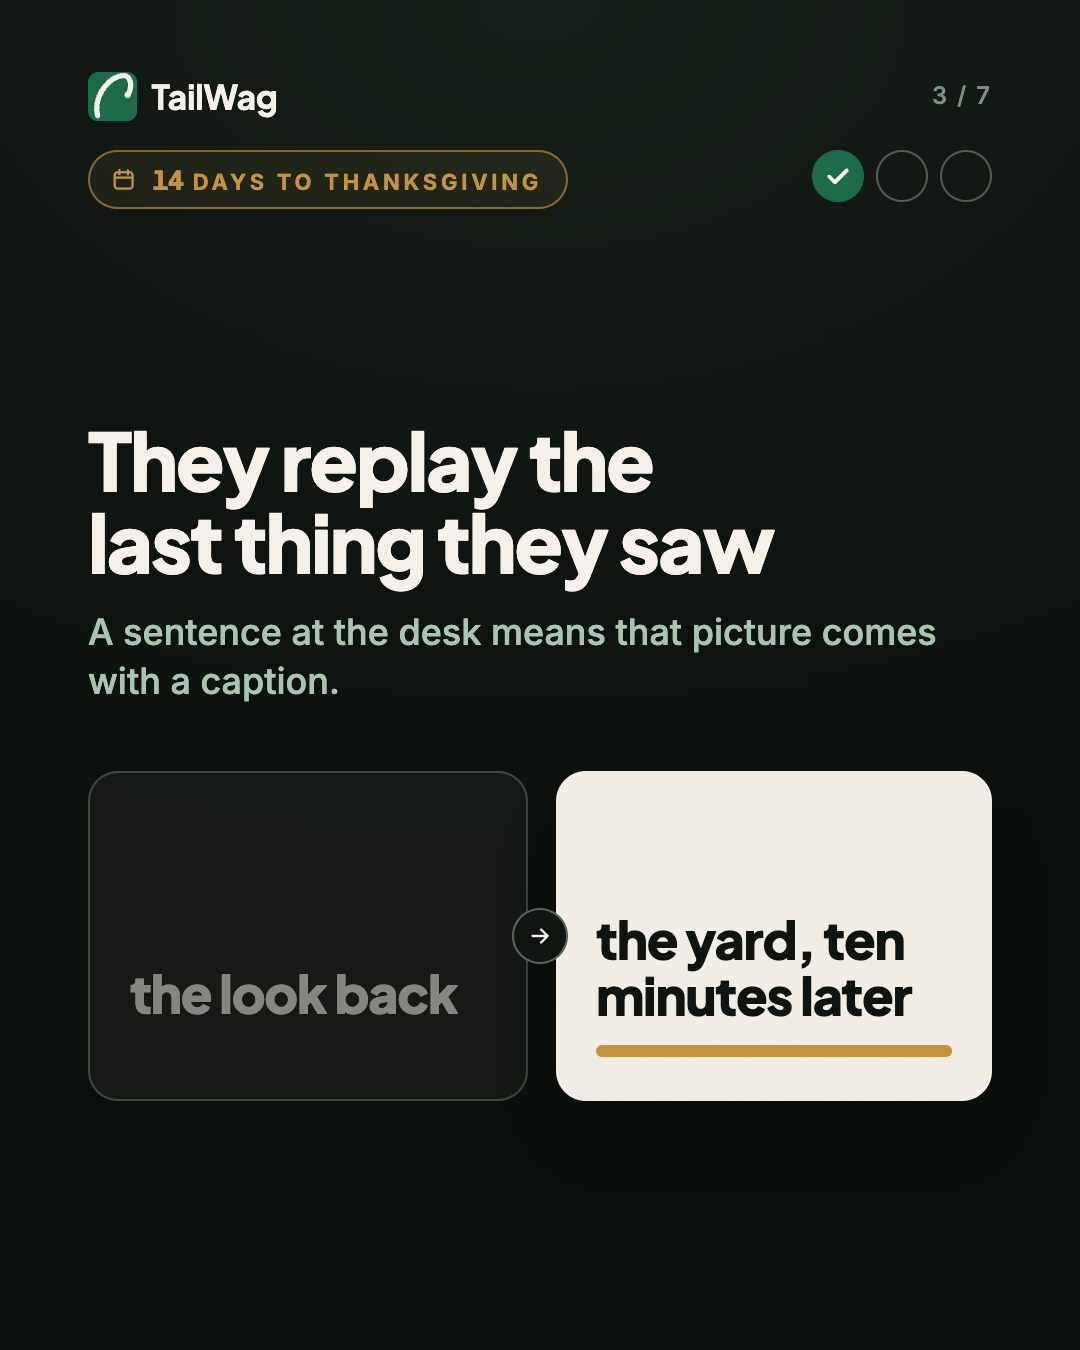 TailWag
3 / 7
14 DAYS TO THANKSGIVING
They replay the
last thing they saw
A sentence at the desk means that picture comes
with a caption.
the look back
the yard, ten
minutes later